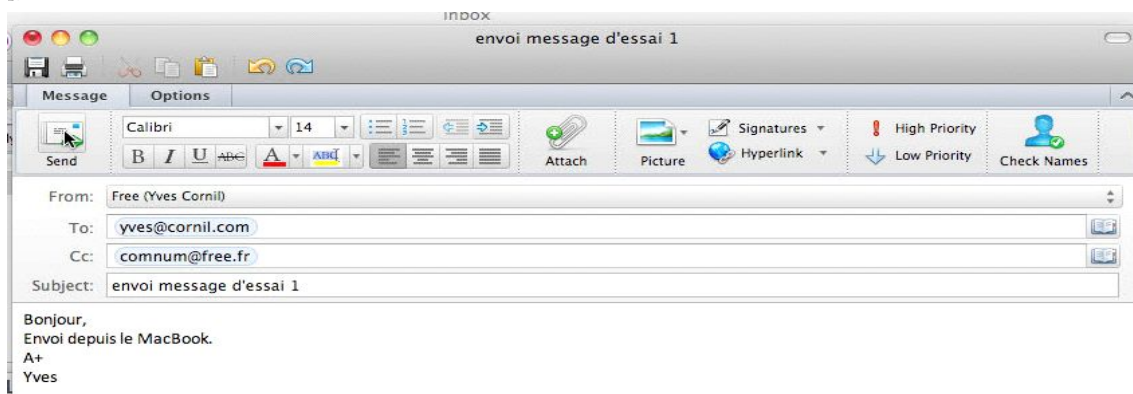 Inbox
envoi message d'essai 1
Message Options
Calibri 14 Signatures High Priority
Send B I U ABC A ABC Attach Picture Hyperlink Low Priority Check Names
From: Free (Yves Cornil)
To: yves@cornil.com
Cc: comnum@free.fr
Subject: envoi message d'essai 1
Bonjour,
Envoi depuis le MacBook.
A+
Yves